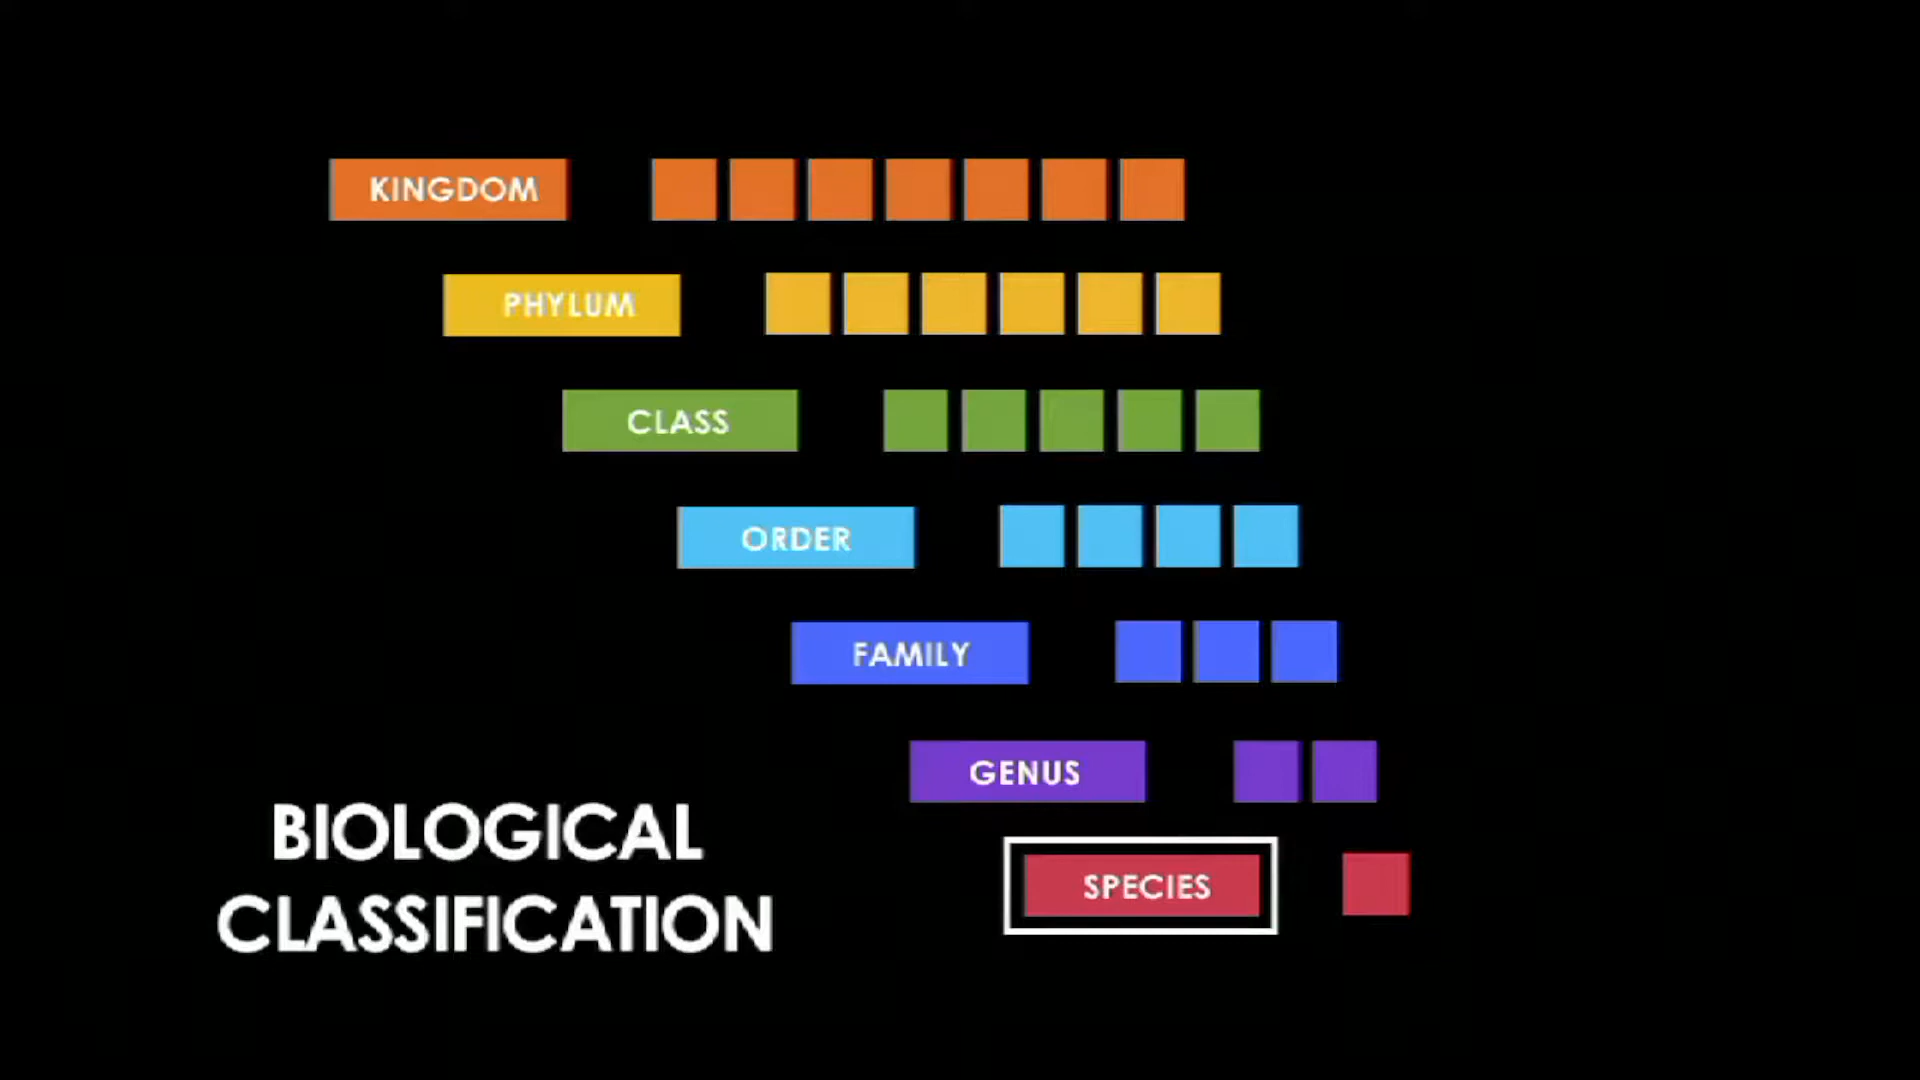 KINGDOM
PHYLUM
CLASS
ORDER
FAMILY
GENUS
SPECIES
BIOLOGICAL
CLASSIFICATION